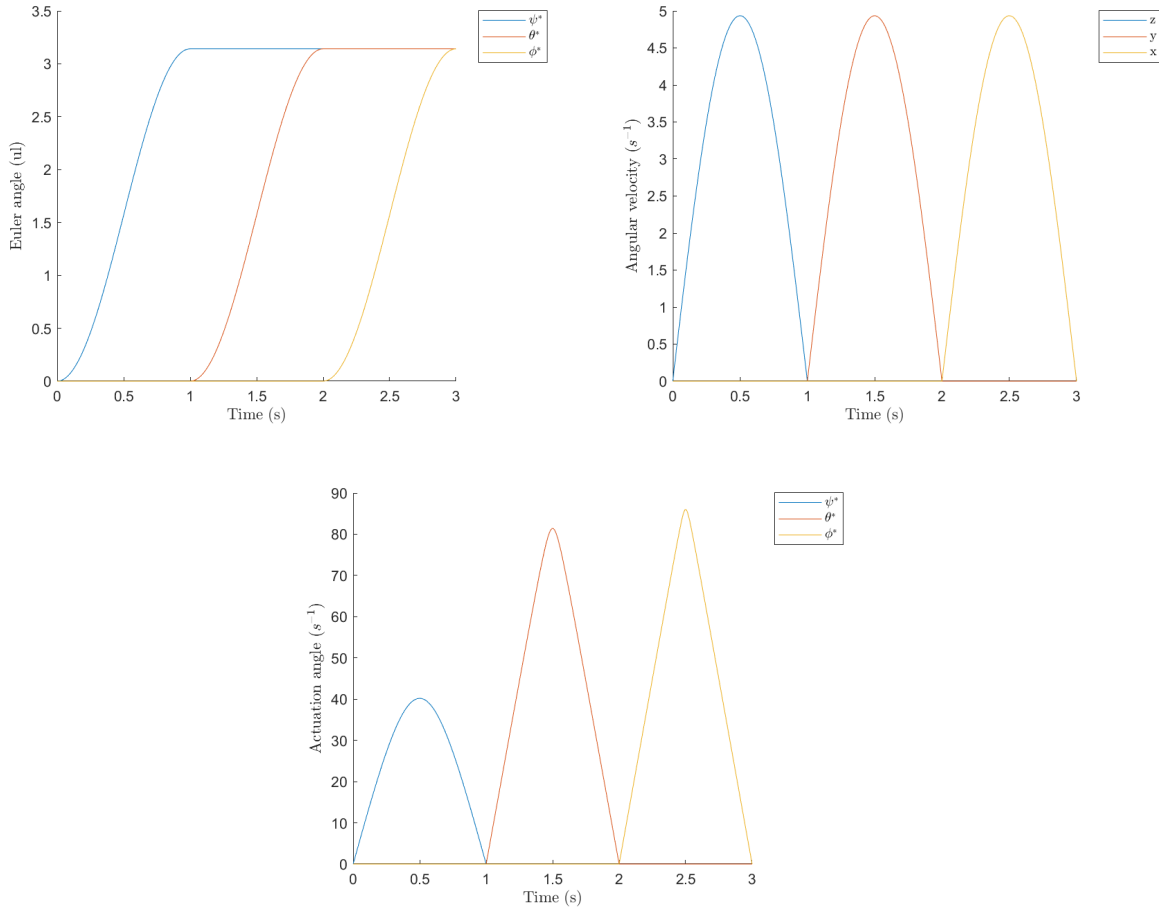 3.5
3
2.5
2
1.5
1
0.5
0
0 0.5 1 1.5 2 2.5 3
Euler angle (ul)
Time (s)
ψ*
θ*
ϕ*
5
4.5
4
3.5
3
2.5
2
1.5
1
0.5
0
0 0.5 1 1.5 2 2.5 3
Angular velocity (s⁻¹)
Time (s)
z
y
x
90
80
70
60
50
40
30
20
10
0
0 0.5 1 1.5 2 2.5 3
Actuation angle (s⁻¹)
Time (s)
ψ*
θ*
ϕ*